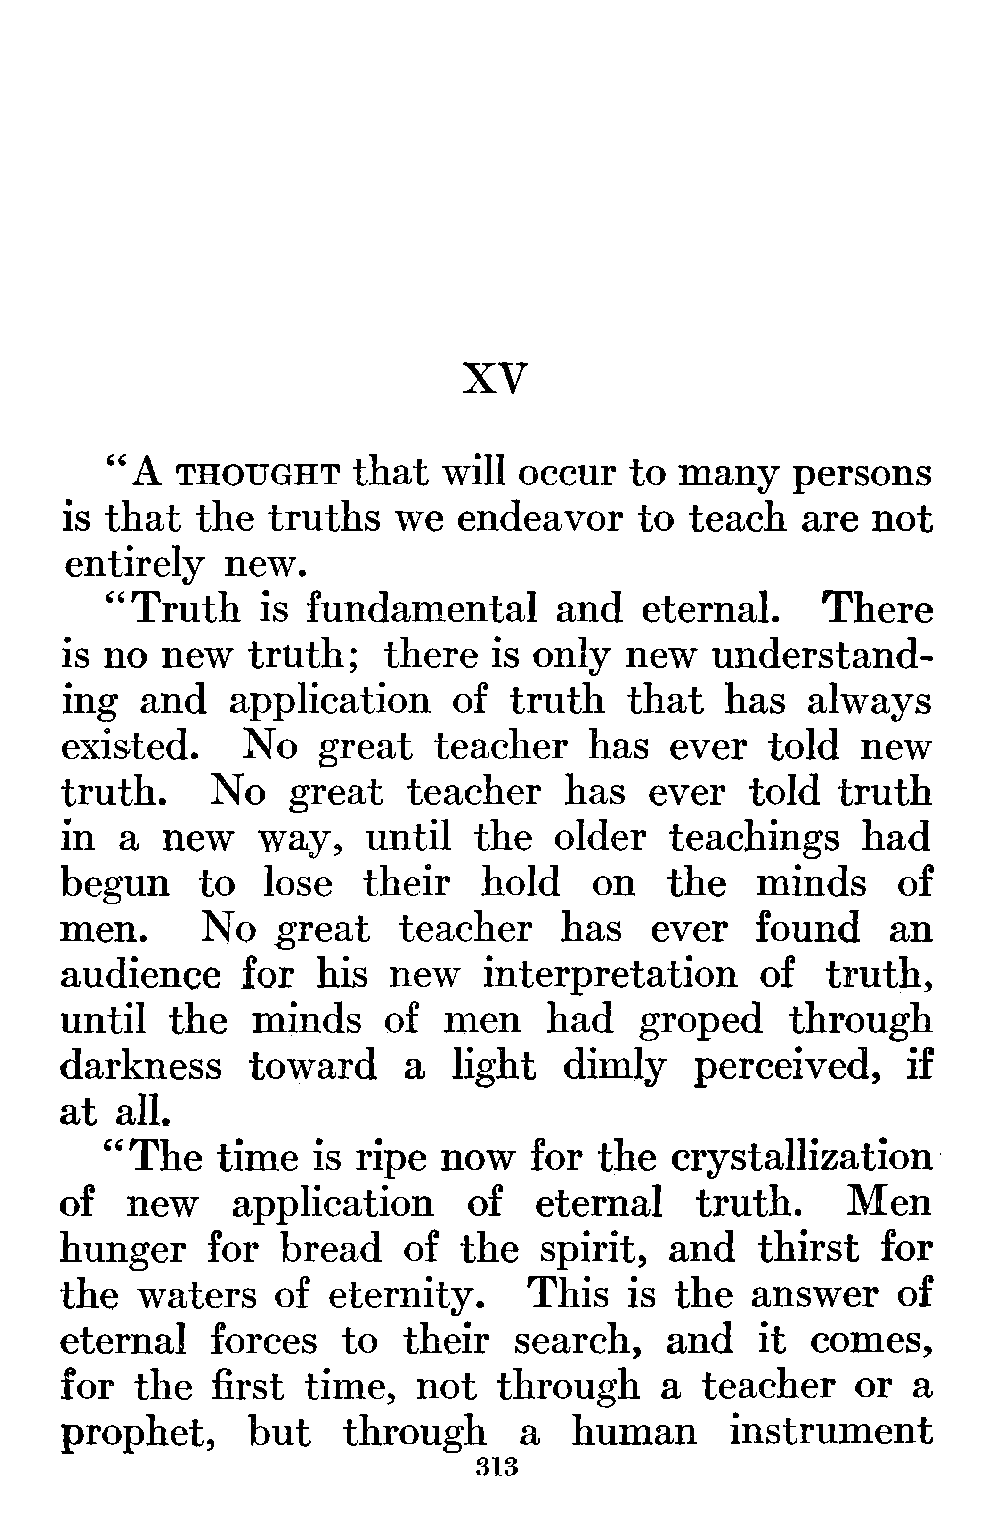 XV
“A THOUGHT that will occur to many persons
is that the truths we endeavor to teach are not
entirely new.
“Truth is fundamental and eternal. There
is no new truth; there is only new understand-
ing and application of truth that has always
existed. No great teacher has ever told new
truth. No great teacher has ever told truth
in a new way, until the older teachings had
begun to lose their hold on the minds of
men. No great teacher has ever found an
audience for his new interpretation of truth,
until the minds of men had groped through
darkness toward a light dimly perceived, if
at all.
“The time is ripe now for the crystallization
of new application of eternal truth. Men
hunger for bread of the spirit, and thirst for
the waters of eternity. This is the answer of
eternal forces to their search, and it comes,
for the first time, not through a teacher or a
prophet, but through a human instrument
313